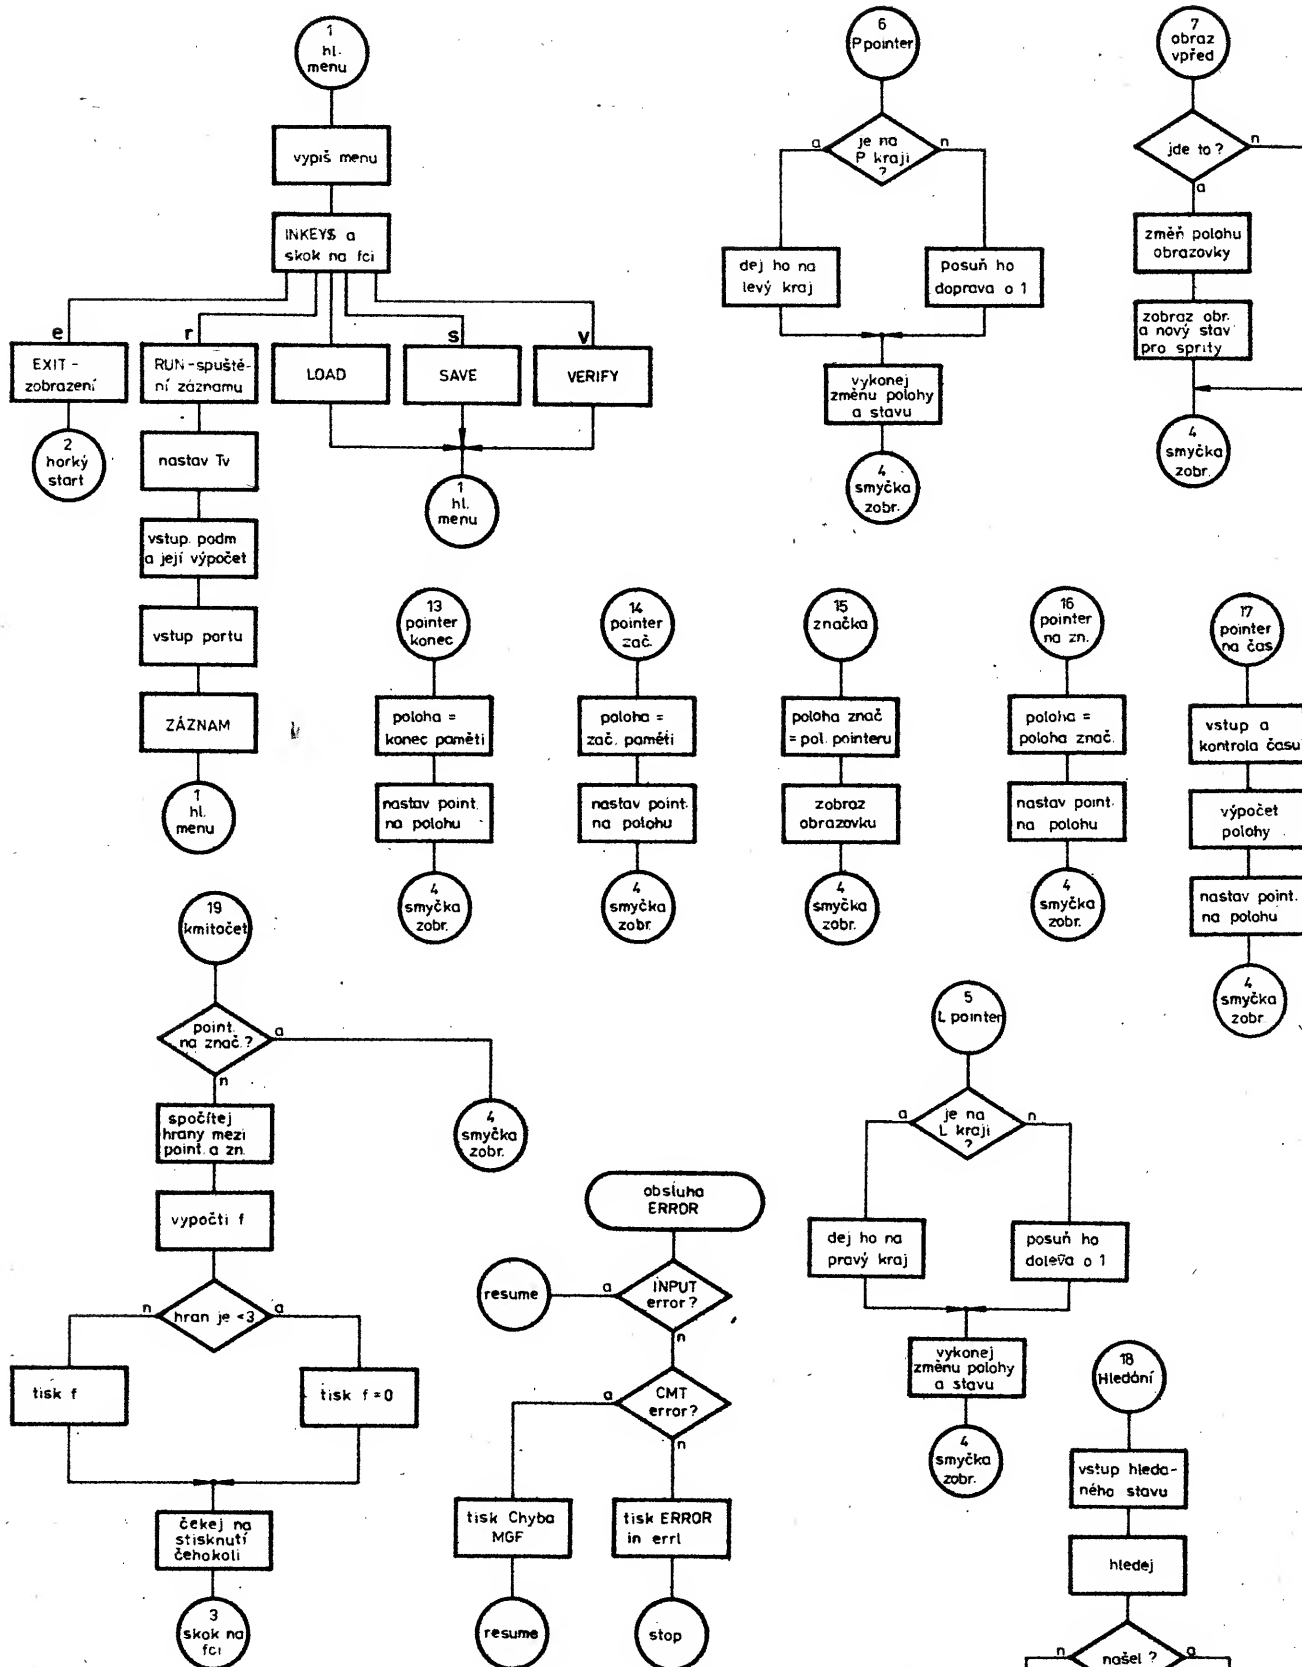 1
hl.
menu
vypiš menu
INKEY$ a
skok na fci
e
r
s
v
EXIT -
zobrazení
RUN-spuště-
ní záznamu
LOAD
SAVE
VERIFY
2
horký
start
nastav Tv
1
hl.
menu
vstup. podm
a její výpočet
vstup portu
ZÁZNAM
1
hl.
menu
6
P pointer
je na
P kraji
?
a
n
dej ho na
levý kraj
posuň ho
doprava o 1
vykonej
změnu polohy
a stavu
4
smyčka
zobr.
7
obraz
vpřed
jde to ?
n
a
změň polohu
obrazovky
zobraz obr.
a nový stav
pro sprity
4
smyčka
zobr.
13
pointer
konec
poloha =
konec paměti
nastav point.
na polohu
4
smyčka
zobr.
14
pointer
zač.
poloha =
zač. paměti
nastav point.
na polohu
4
smyčka
zobr.
15
značka
poloha znač
= pol. pointeru
zobraz
obrazovku
4
smyčka
zobr.
16
pointer
na zn.
poloha =
poloha znač.
nastav point.
na polohu
4
smyčka
zobr.
17
pointer
na čas
vstup a
kontrola času
výpočet
polohy
nastav point.
na polohu
4
smyčka
zobr
19
kmitočet
point.
na znač.?
a
n
spočítej
hrany mezi
point. a zn.
4
smyčka
zobr.
vypočti f
hran je <3
n
a
tisk f
tisk f = 0
čekej na
stisknutí
čehokoli
3
skok na
fci
obsluha
ERROR
INPUT
error?
a
n
resume
CMT
error?
a
n
tisk Chyba
MGF
tisk ERROR
in errl
resume
stop
5
L pointer
je na
L kraji
?
a
n
dej ho na
pravý kraj
posuň ho
doleva o 1
vykonej
změnu polohy
a stavu
4
smyčka
zobr.
18
Hledání
vstup hleda-
ného stavu
hledej
našel ?
n
a